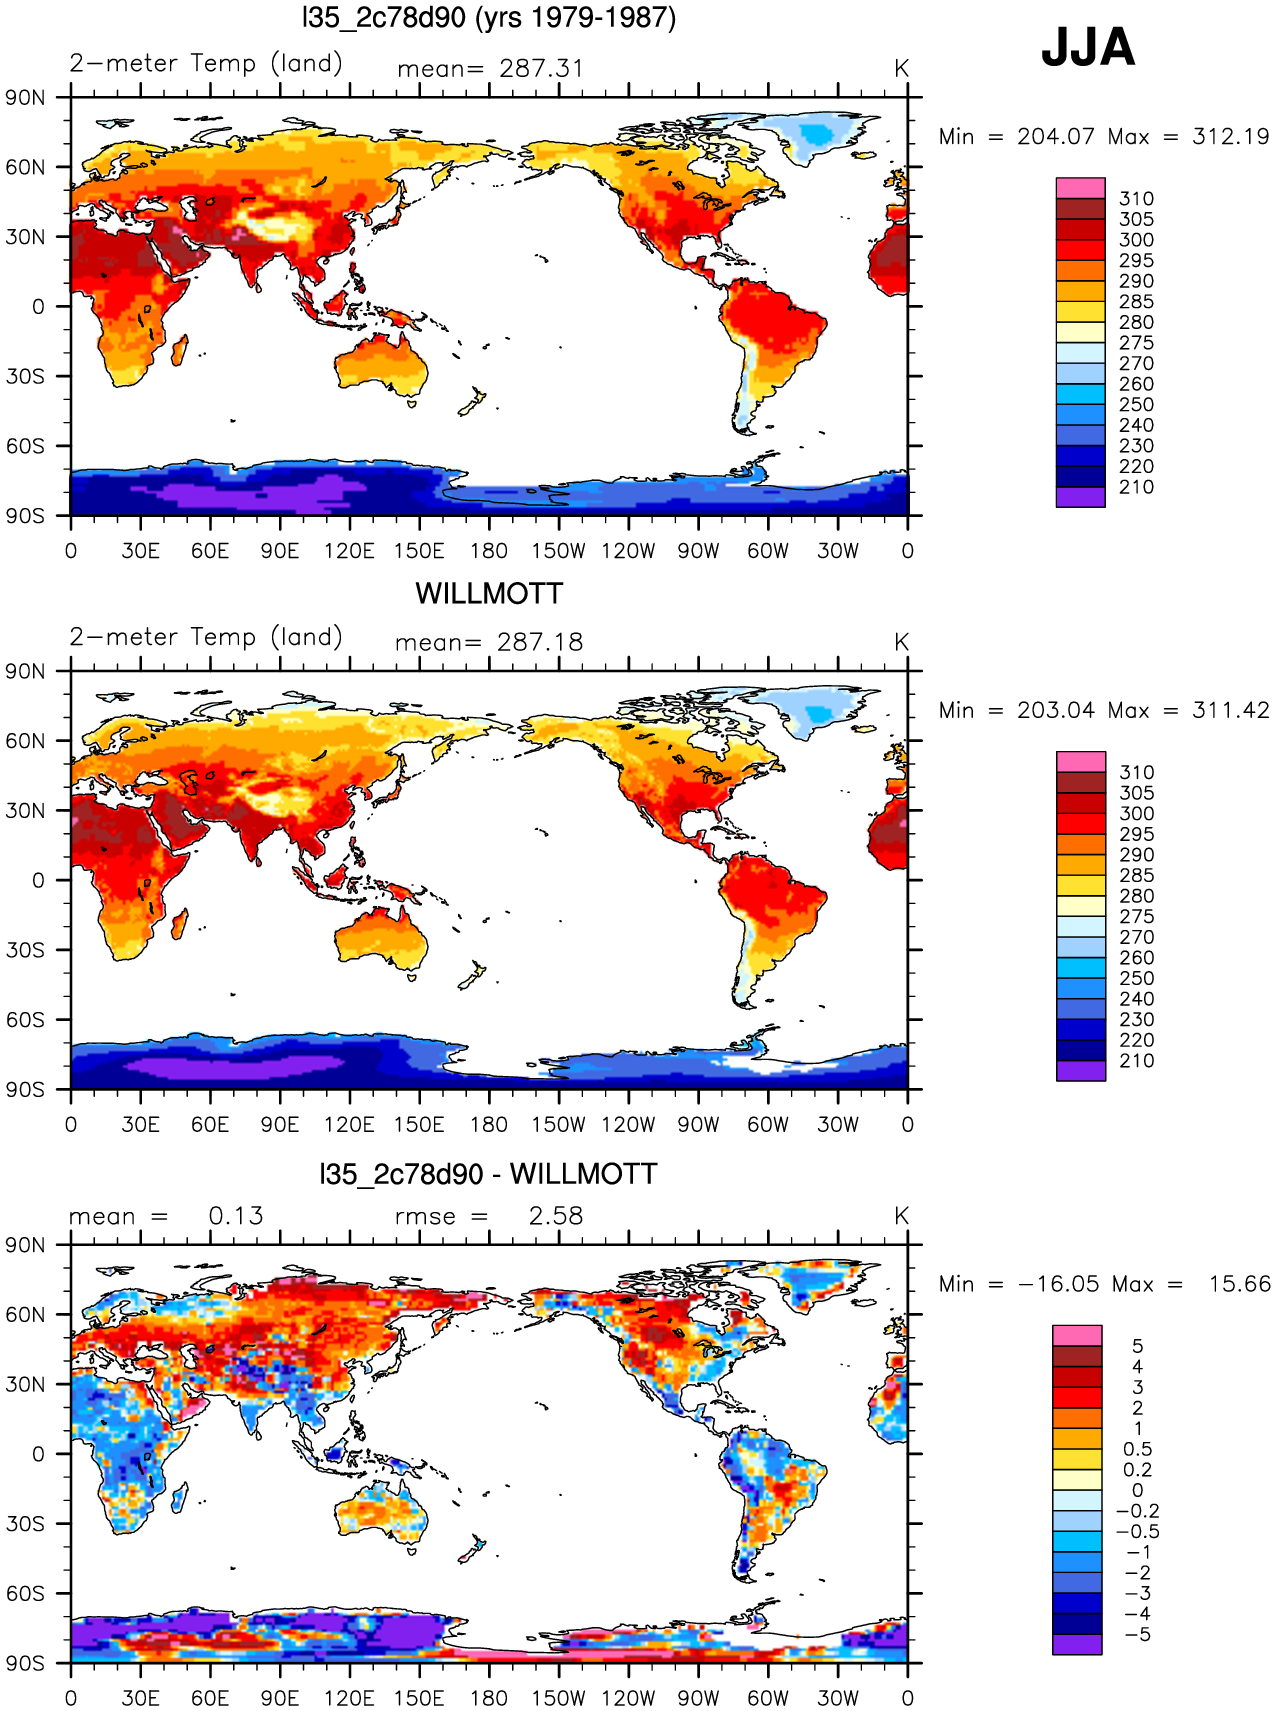 l35_2c78d90 (yrs 1979-1987)
JJA
2-meter Temp (land) mean= 287.31 K
Min = 204.07 Max = 312.19
90N
60N
30N
0
30S
60S
90S
0 30E 60E 90E 120E 150E 180 150W 120W 90W 60W 30W 0
310
305
300
295
290
285
280
275
270
260
250
240
230
220
210
WILLMOTT
2-meter Temp (land) mean= 287.18 K
Min = 203.04 Max = 311.42
90N
60N
30N
0
30S
60S
90S
0 30E 60E 90E 120E 150E 180 150W 120W 90W 60W 30W 0
310
305
300
295
290
285
280
275
270
260
250
240
230
220
210
l35_2c78d90 - WILLMOTT
mean = 0.13 rmse = 2.58 K
Min = -16.05 Max = 15.66
90N
60N
30N
0
30S
60S
90S
0 30E 60E 90E 120E 150E 180 150W 120W 90W 60W 30W 0
5
4
3
2
1
0.5
0.2
0
-0.2
-0.5
-1
-2
-3
-4
-5